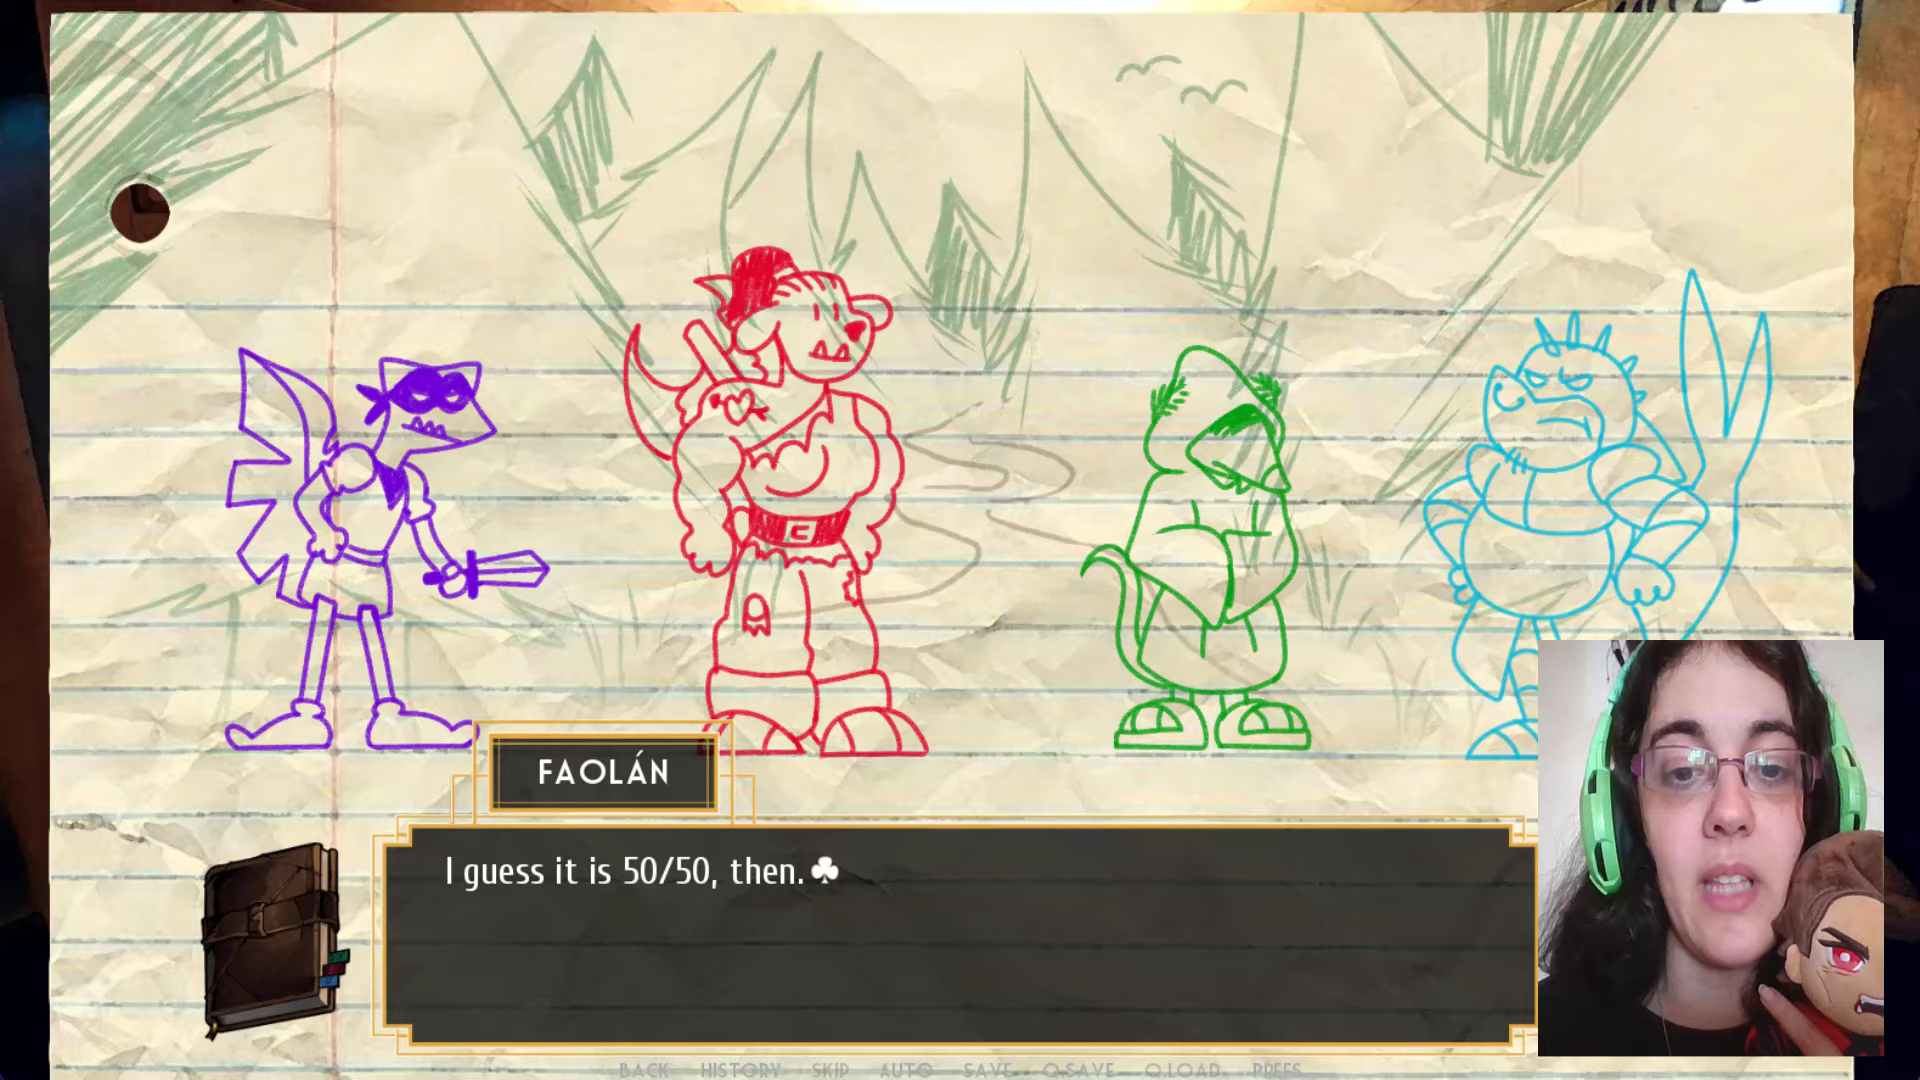 FAOLÁN
I guess it is 50/50, then.
BACK HISTORY SKIP AUTO SAVE Q.SAVE Q.LOAD PREFS